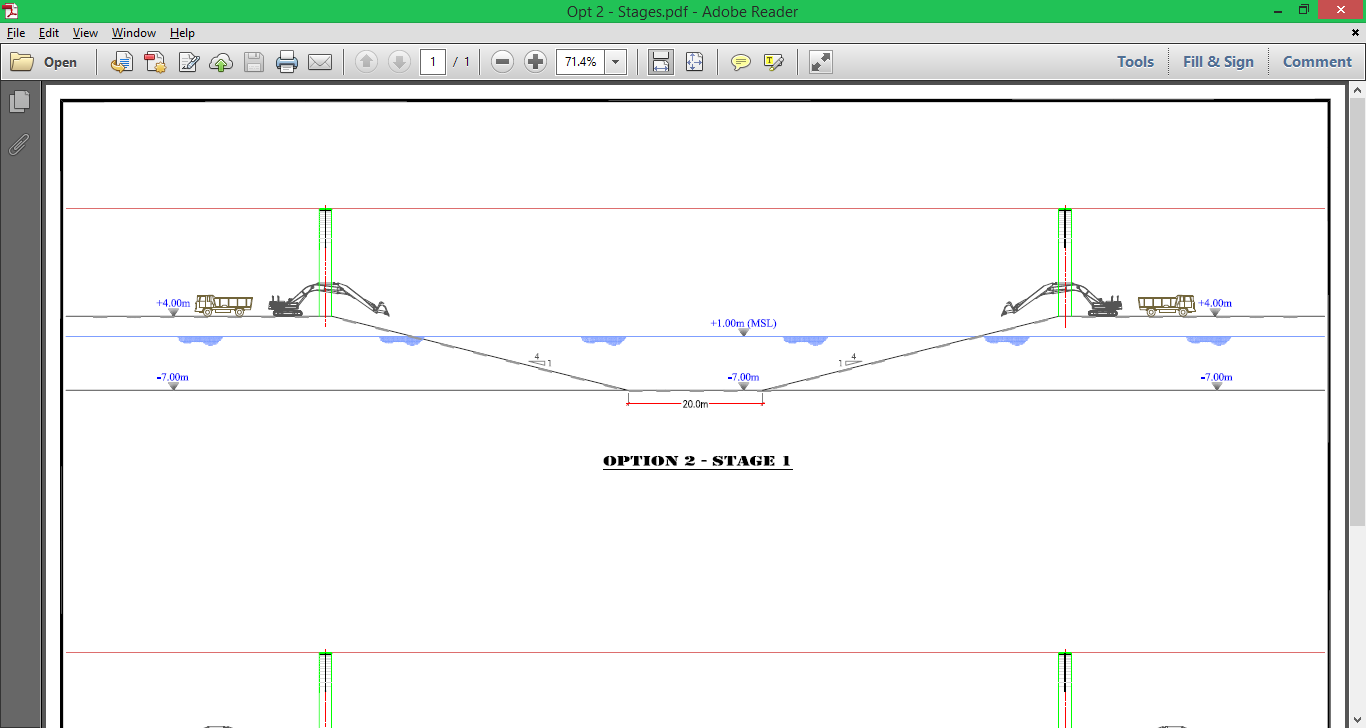 Opt 2 - Stages.pdf - Adobe Reader
File Edit View Window Help
Open 1 / 1 71.4% Tools Fill & Sign Comment
+4.00m +4.00m
+1.00m (MSL)
4 1 1 4
-7.00m -7.00m -7.00m
20.0m
OPTION 2 - STAGE 1